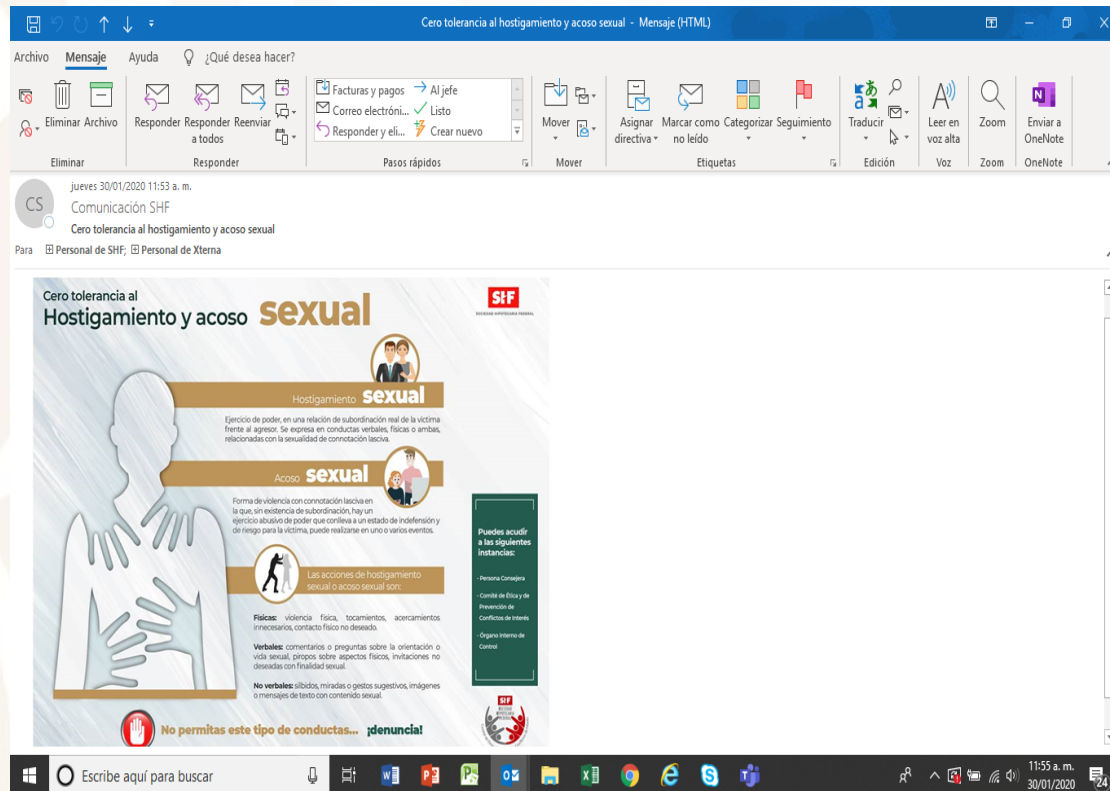 Cero tolerancia al hostigamiento y acoso sexual - Mensaje (HTML)
Archivo Mensaje Ayuda ¿Qué desea hacer?
Eliminar Archivo
Eliminar
Responder Responder a todos Reenviar
Responder
Facturas y pagos Al jefe
Correo electróni... Listo
Responder y eli... Crear nuevo
Pasos rápidos
Mover
Mover
Asignar directiva Marcar como no leído Categorizar Seguimiento
Etiquetas
Traducir
Edición
Leer en voz alta
Voz
Zoom
Zoom
Enviar a OneNote
OneNote
CS
jueves 30/01/2020 11:53 a. m.
Comunicación SHF
Cero tolerancia al hostigamiento y acoso sexual
Para Personal de SHF; Personal de Xterna
Cero tolerancia al
Hostigamiento y acoso sexual
SHF
SOCIEDAD HIPOTECARIA FEDERAL
Hostigamiento sexual
Ejercicio de poder, en una relación de subordinación real de la víctima
frente al agresor. Se expresa en conductas verbales, físicas o ambas,
relacionadas con la sexualidad de connotación lasciva.
Acoso sexual
Forma de violencia con connotación lasciva en
la que, sin existencia de subordinación, hay un
ejercicio abusivo de poder que conlleva a un estado de indefensión y
de riesgo para la víctima, puede realizarse en uno o varios eventos.
Las acciones de hostigamiento
sexual o acoso sexual son:
Físicas: violencia física, tocamientos, acercamientos
innecesarios, contacto físico no deseado.
Verbales: comentarios o preguntas sobre la orientación o
vida sexual, piropos sobre aspectos físicos, invitaciones no
deseadas con finalidad sexual.
No verbales: silbidos, miradas o gestos sugestivos, imágenes
o mensajes de texto con contenido sexual.
Puedes acudir
a las siguientes
instancias:
- Persona Consejera
- Comité de Ética y de
Prevención de
Conflictos de Interés
- Órgano Interno de
Control
No permitas este tipo de conductas... ¡denuncia!
SHF
SOCIEDAD
HIPOTECARIA
FEDERAL
Escribe aquí para buscar
11:55 a. m.
30/01/2020
24